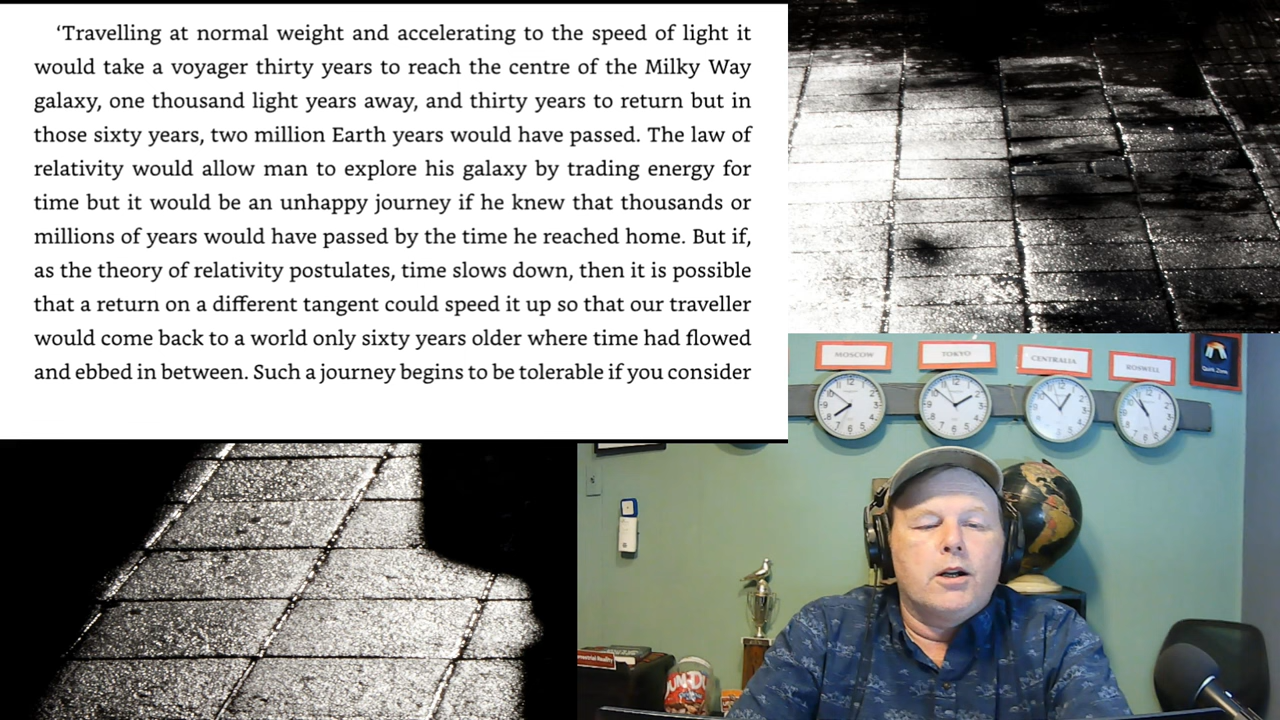 ‘Travelling at normal weight and accelerating to the speed of light it
would take a voyager thirty years to reach the centre of the Milky Way
galaxy, one thousand light years away, and thirty years to return but in
those sixty years, two million Earth years would have passed. The law of
relativity would allow man to explore his galaxy by trading energy for
time but it would be an unhappy journey if he knew that thousands or
millions of years would have passed by the time he reached home. But if,
as the theory of relativity postulates, time slows down, then it is possible
that a return on a different tangent could speed it up so that our traveller
would come back to a world only sixty years older where time had flowed
and ebbed in between. Such a journey begins to be tolerable if you consider
MOSCOW
TOKYO
CENTRALIA
ROSWELL